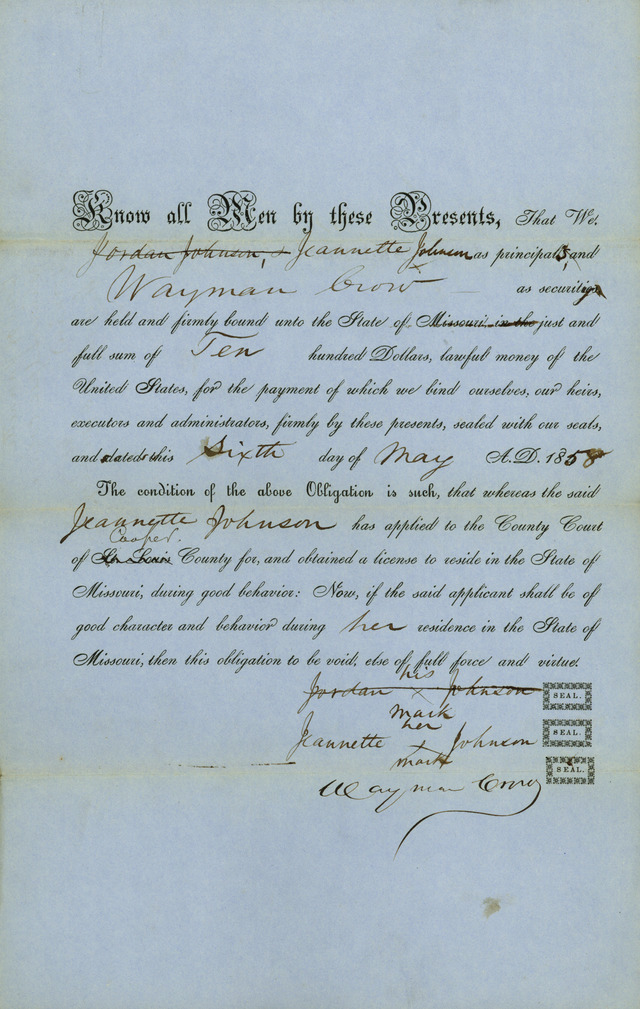 Know all Men by these Presents, That We,
Jordan Johnson, & Jeannette Johnson as principals, and
Wayman Crow as security
are held and firmly bound unto the State of Missouri, in the just and
full sum of Ten hundred Dollars, lawful money of the
United States, for the payment of which we bind ourselves, our heirs,
executors and administrators, firmly by these presents, sealed with our seals,
and dated this Sixth day of May A.D. 1858
The condition of the above Obligation is such, that whereas the said
Jeannette Johnson has applied to the County Court
Cooper
of St. Louis County for, and obtained a license to reside in the State of
Missouri, during good behavior: Now, if the said applicant shall be of
good character and behavior during her residence in the State of
Missouri, then this obligation to be void, else of full force and virtue.
his
Jordan x Johnson SEAL.
mark
her
Jeannette x Johnson SEAL.
mark
Wayman Crow SEAL.